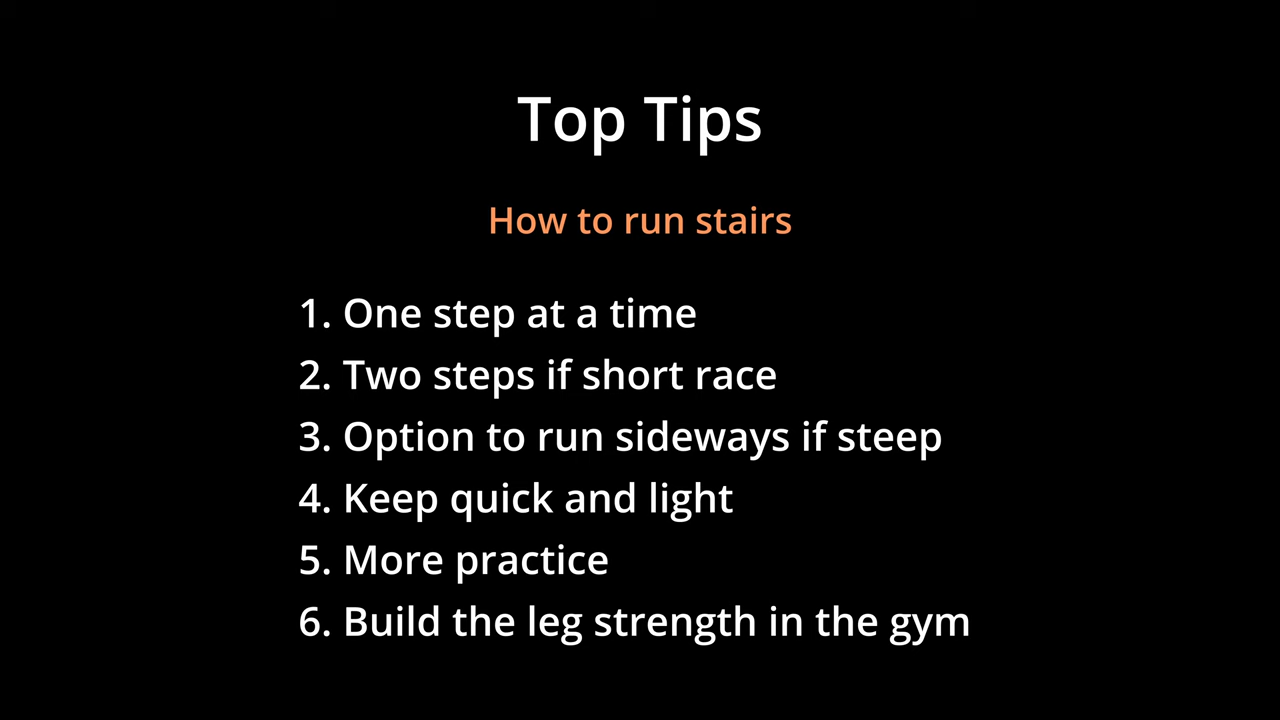 Top Tips
How to run stairs
1. One step at a time
2. Two steps if short race
3. Option to run sideways if steep
4. Keep quick and light
5. More practice
6. Build the leg strength in the gym